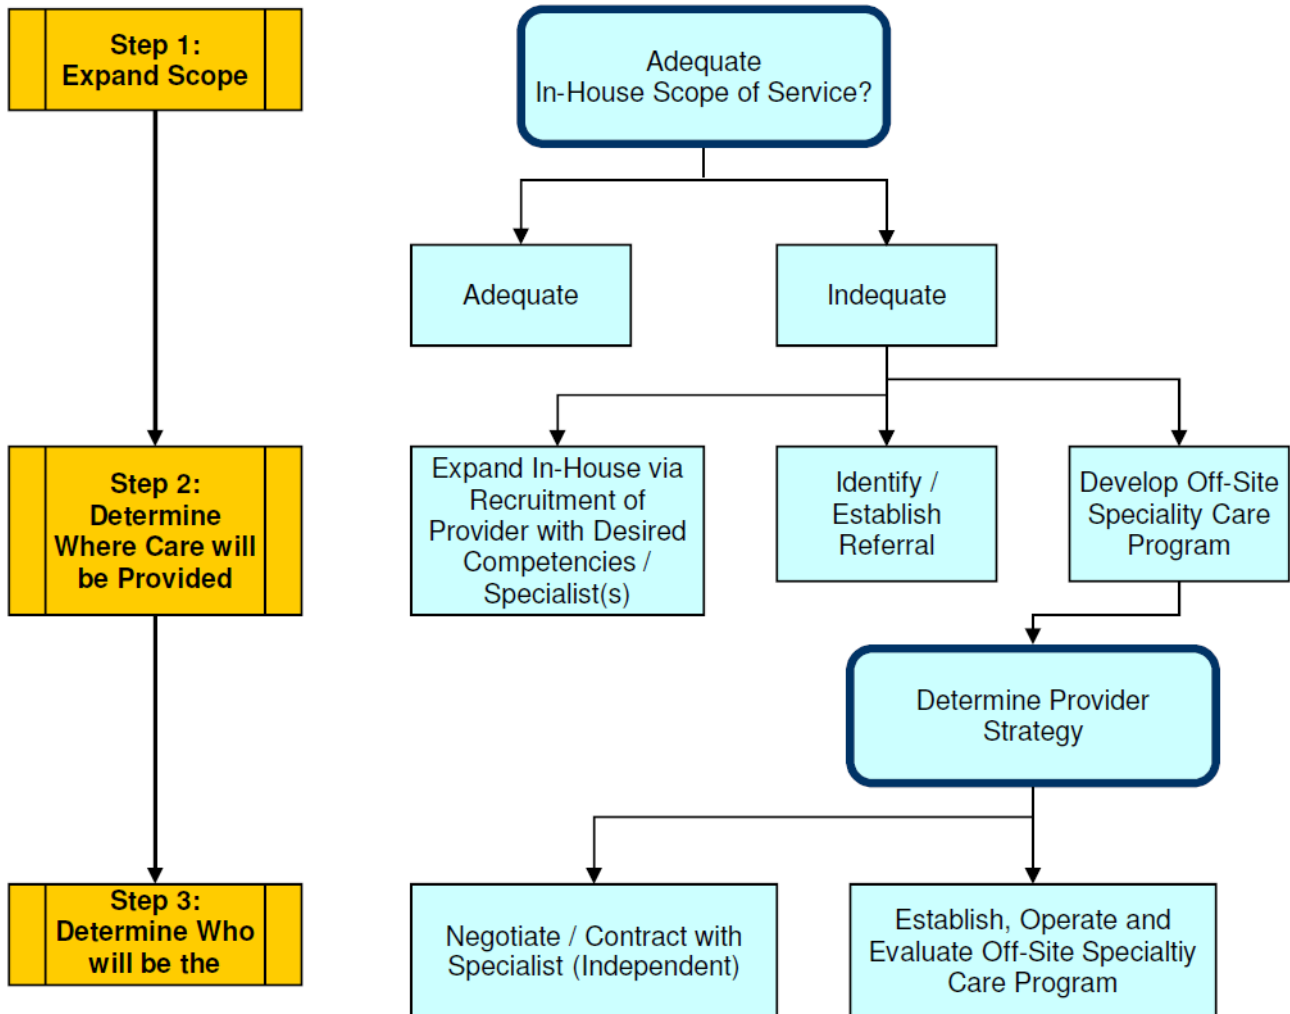 Step 1:
Expand Scope
Adequate
In-House Scope of Service?
Adequate
Indequate
Step 2:
Determine
Where Care will
be Provided
Expand In-House via
Recruitment of
Provider with Desired
Competencies /
Specialist(s)
Identify /
Establish
Referral
Develop Off-Site
Speciality Care
Program
Determine Provider
Strategy
Step 3:
Determine Who
will be the
Negotiate / Contract with
Specialist (Independent)
Establish, Operate and
Evaluate Off-Site Specialtiy
Care Program